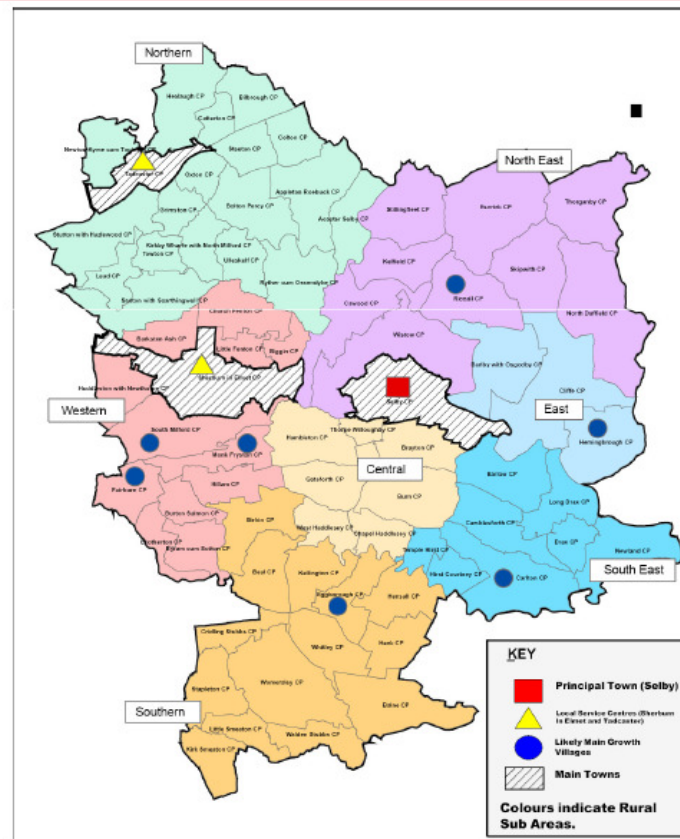 Northern
Healaugh CP
Bilbrough CP
Catterton CP
Colton CP
Steeton CP
Tadcaster CP
Oxton CP
Appleton Roebuck CP
Bolton Percy CP
Grimston CP
Acaster Selby CP
Stutton with Hazlewood CP
Kirkby Wharfe with North Milford CP
Towton CP
Ulleskelf CP
Lead CP
Ryther cum Ossendyke CP
Saxton with Scarthingwell CP
North East
Stillingfleet CP
Escrick CP
Thorganby CP
Kelfield CP
Skipwith CP
Riccall CP
Cawood CP
North Duffield CP
Wistow CP
Church Fenton CP
Barkston Ash CP
Little Fenton CP
Biggin CP
Sherburn in Elmet CP
Huddleston with Newthorpe CP
Western
South Milford CP
Monk Fryston CP
Fairburn CP
Hillam CP
Burton Salmon CP
Brotherton CP
Byram cum Sutton CP
Selby CP
Barlby with Osgodby CP
Cliffe CP
East
Hemingbrough CP
Thorpe Willoughby CP
Hambleton CP
Brayton CP
Central
Gateforth CP
Burn CP
West Haddlesey CP
Chapel Haddlesey CP
Barlow CP
Long Drax CP
Camblesforth CP
Drax CP
Newland CP
Temple Hirst CP
Hirst Courtney CP
Carlton CP
South East
Birkin CP
Beal CP
Kellington CP
Eggborough CP
Hensall CP
Heck CP
Whitley CP
Cridling Stubbs CP
Stapleton CP
Womersley CP
Balne CP
Southern
Little Smeaton CP
Walden Stubbs CP
Kirk Smeaton CP
KEY
Principal Town (Selby)
Local Service Centres (Sherburn
in Elmet and Tadcaster)
Likely Main Growth
Villages
Main Towns
Colours indicate Rural
Sub Areas.